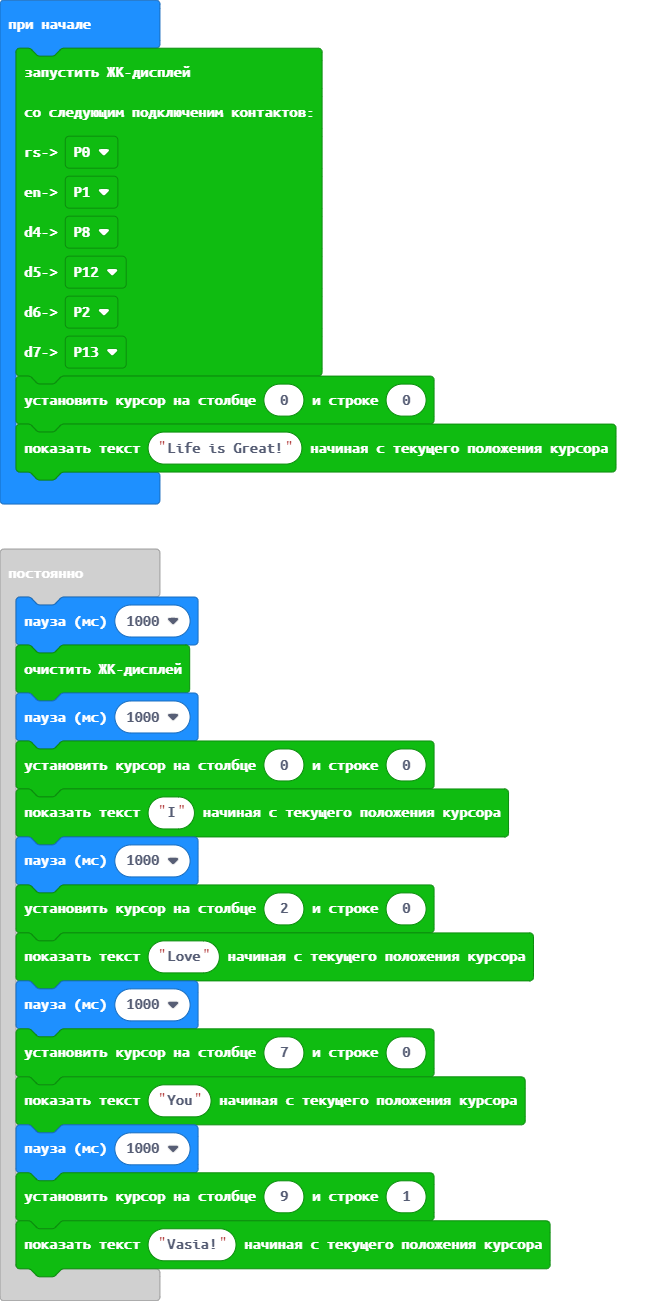 при начале
запустить ЖК-дисплей
со следующим подключеним контактов:
rs-> P0
en-> P1
d4-> P8
d5-> P12
d6-> P2
d7-> P13
установить курсор на столбце 0 и строке 0
показать текст "Life is Great!" начиная с текущего положения курсора
постоянно
пауза (мс) 1000
очистить ЖК-дисплей
пауза (мс) 1000
установить курсор на столбце 0 и строке 0
показать текст "I" начиная с текущего положения курсора
пауза (мс) 1000
установить курсор на столбце 2 и строке 0
показать текст "Love" начиная с текущего положения курсора
пауза (мс) 1000
установить курсор на столбце 7 и строке 0
показать текст "You" начиная с текущего положения курсора
пауза (мс) 1000
установить курсор на столбце 9 и строке 1
показать текст "Vasia!" начиная с текущего положения курсора